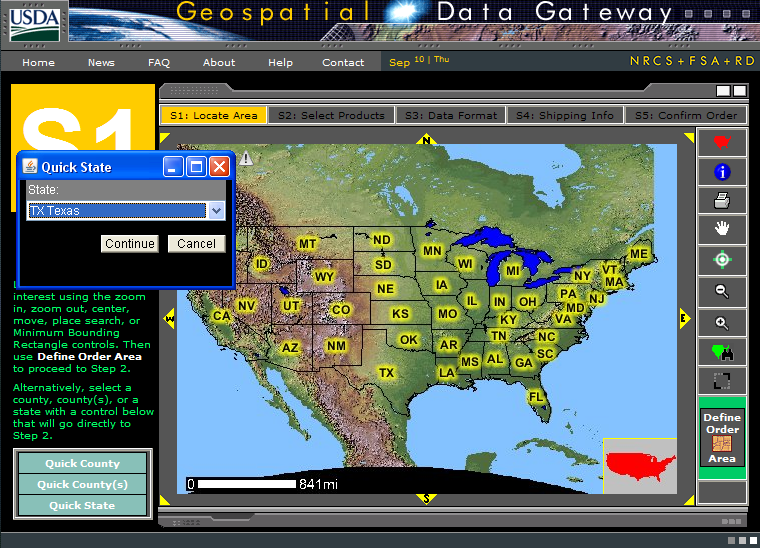 USDA
Geospatial Data Gateway
Home News FAQ About Help Contact Sep 10 | Thu NRCS+FSA+RD
S1: Locate Area S2: Select Products S3: Data Format S4: Shipping Info S5: Confirm Order
S1
Quick State
State:
TX Texas
Continue Cancel
interest using the zoom
in, zoom out, center,
move, place search, or
Minimum Bounding
Rectangle controls. Then
use Define Order Area
to proceed to Step 2.
Alternatively, select a
county, county(s), or a
state with a control below
that will go directly to
Step 2.
Quick County
Quick County(s)
Quick State
N
W
E
S
MT ND MN ME
ID WY SD WI MI NY VT
MA
NV UT CO NE IA IL IN OH PA NJ
CA KS MO KY MD
VA
AZ NM OK AR TN NC
TX LA MS AL GA SC
FL
0 841mi
Define
Order
Area